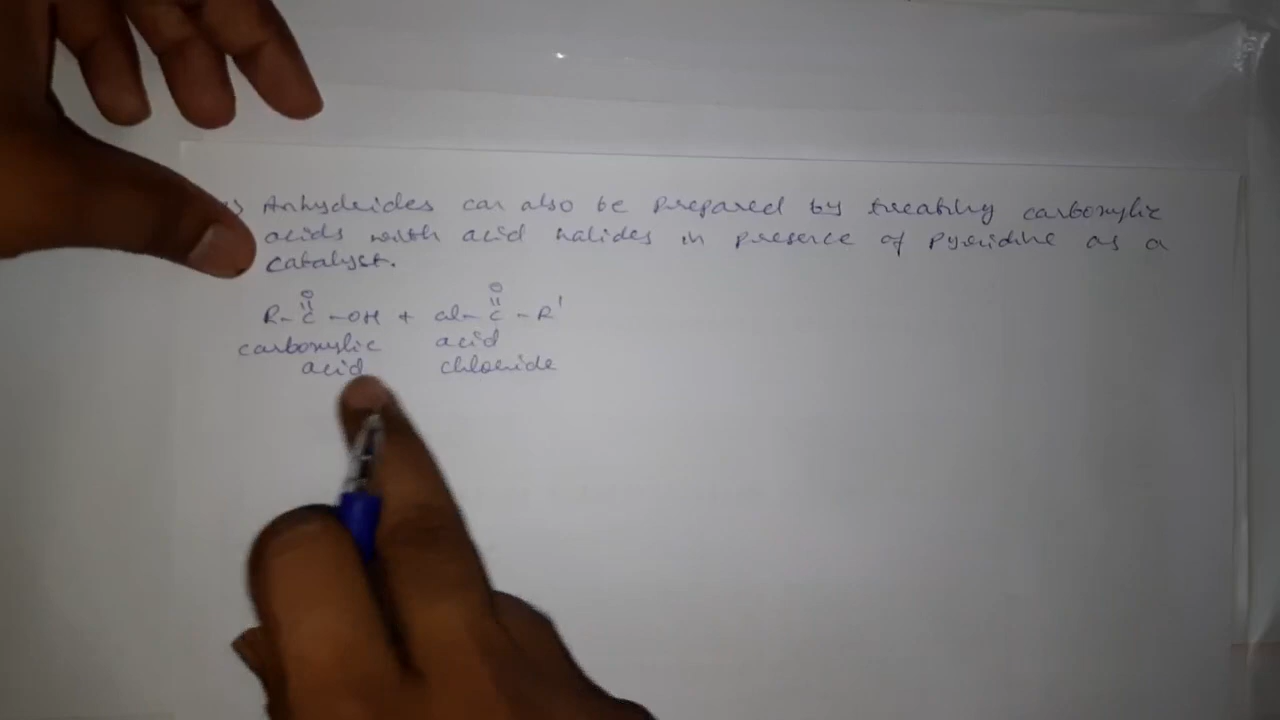 Anhydrides can also be prepared by treating carboxylic
acids with acid halides in presence of pyridine as a
catalyst.
O O
R-C-OH + Cl-C-R'
carboxylic acid
acid chloride